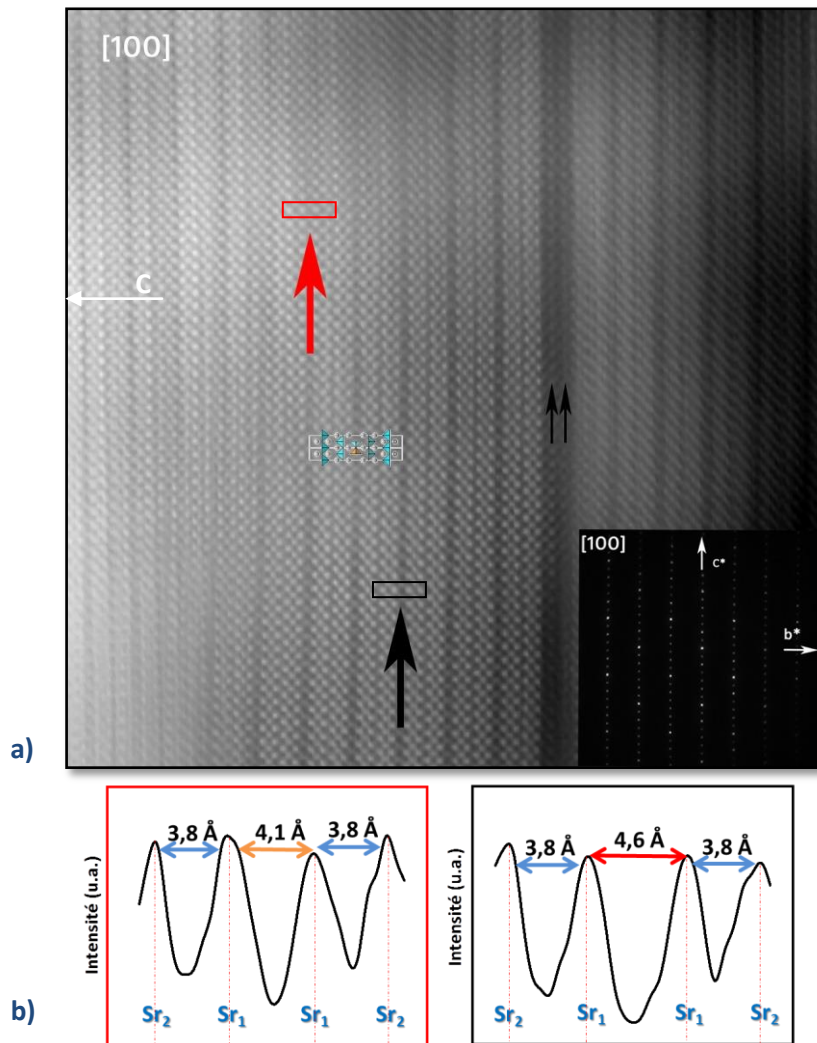 [100]
C
[100]
c*
b*
a)
3,8 Å 4,1 Å 3,8 Å
Intensité (u.a.)
Sr₂ Sr₁ Sr₁ Sr₂
3,8 Å 4,6 Å 3,8 Å
Intensité (u.a.)
Sr₂ Sr₁ Sr₁ Sr₂
b)